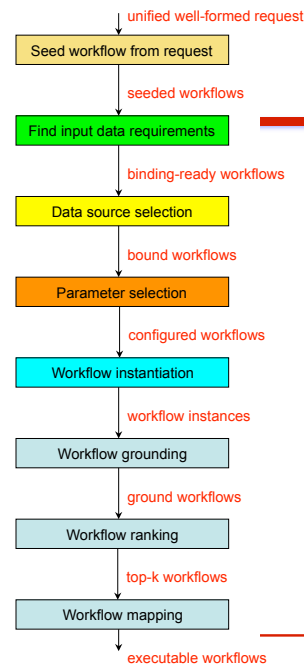 unified well-formed request
Seed workflow from request
seeded workflows
Find input data requirements
binding-ready workflows
Data source selection
bound workflows
Parameter selection
configured workflows
Workflow instantiation
workflow instances
Workflow grounding
ground workflows
Workflow ranking
top-k workflows
Workflow mapping
executable workflows